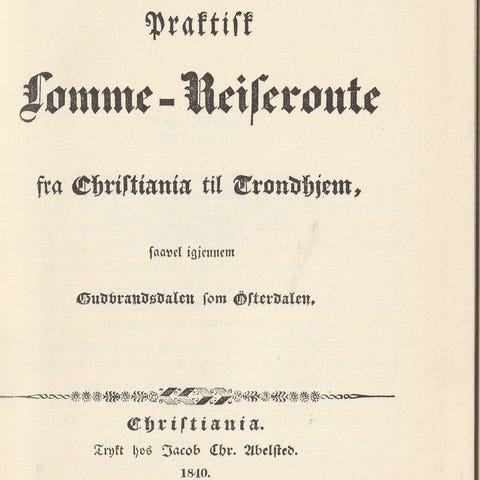 Praktisk
Lomme-Reiseroute
fra Christiania til Trondhjem,
saavel igjennem
Gudbrandsdalen som Österdalen.
Christiania.
Trykt hos Jacob Chr. Abelsted.
1840.